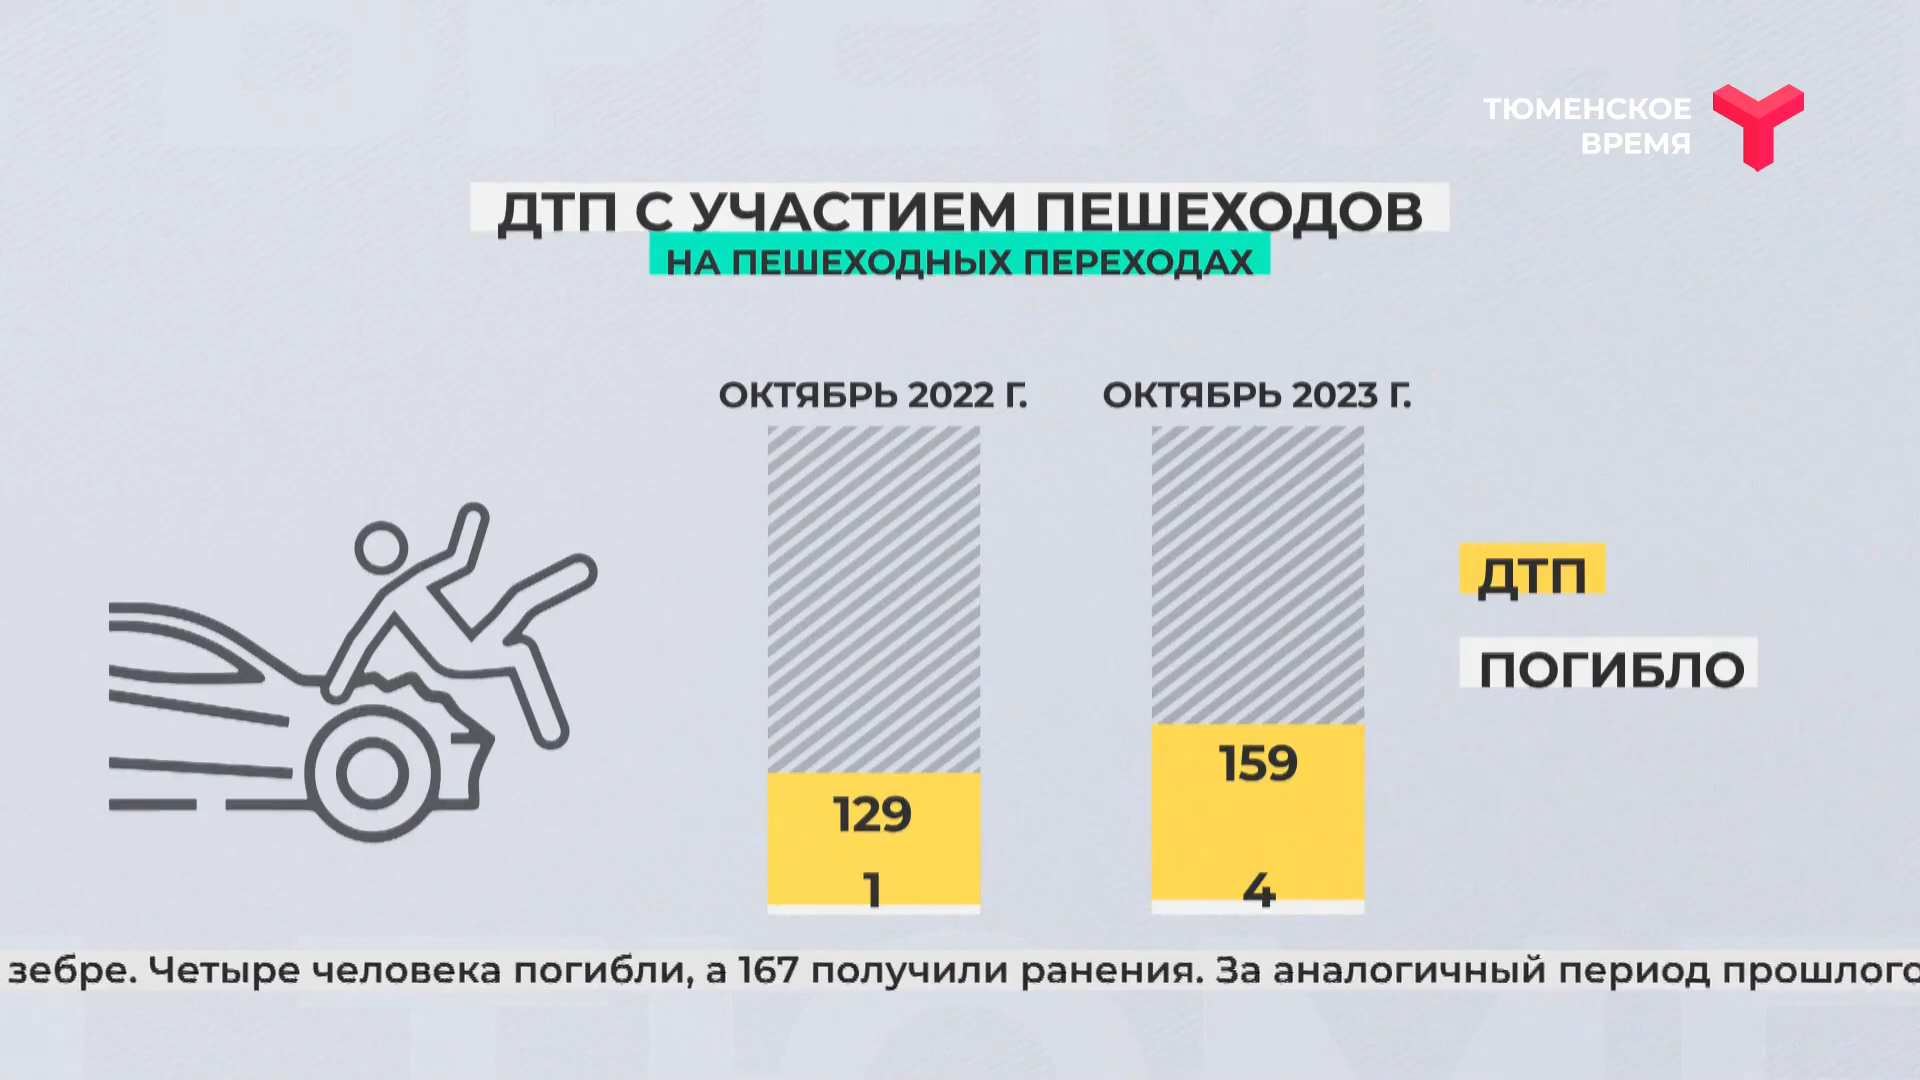 ТЮМЕНСКОЕ
ВРЕМЯ
ДТП С УЧАСТИЕМ ПЕШЕХОДОВ
НА ПЕШЕХОДНЫХ ПЕРЕХОДАХ
ОКТЯБРЬ 2022 Г.
ОКТЯБРЬ 2023 Г.
129
1
159
4
ДТП
ПОГИБЛО
зебре. Четыре человека погибли, а 167 получили ранения. За аналогичный период прошлого